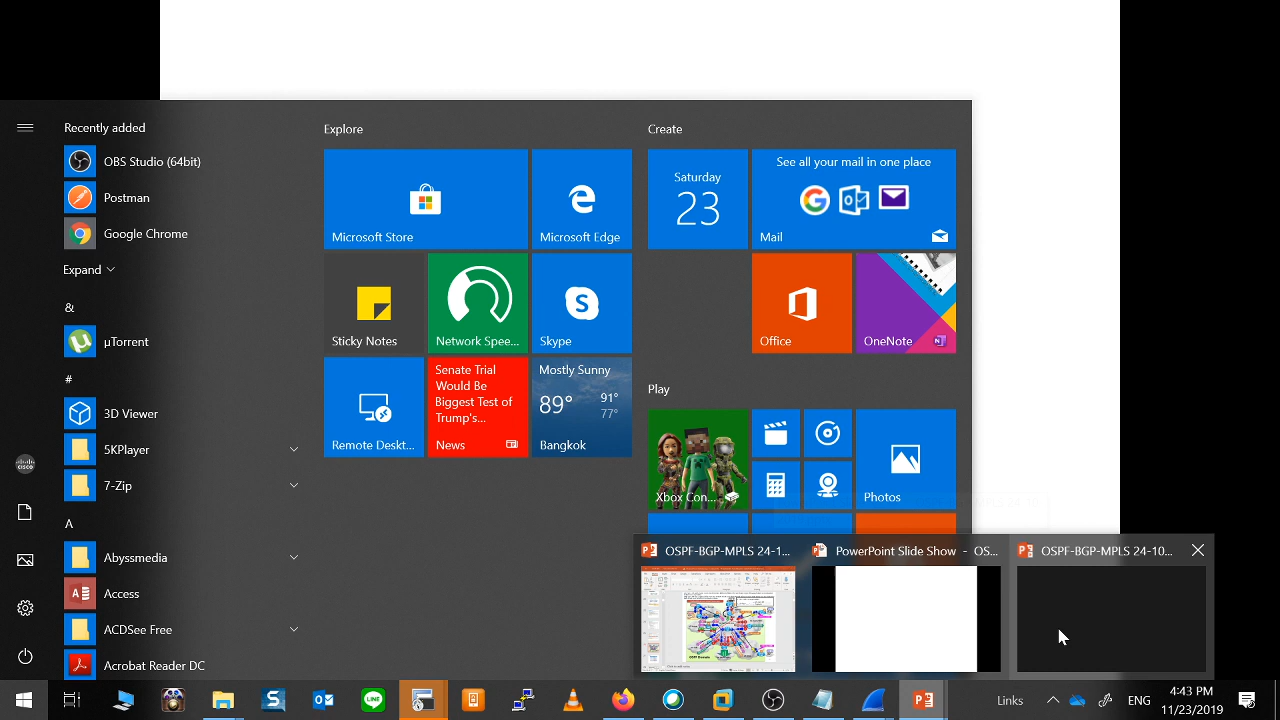 Recently added
OBS Studio (64bit)
Postman
Google Chrome
Expand
&
µTorrent
#
3D Viewer
5KPlayer
7-Zip
A
Abyssmedia
Access
ACDSee Free
Acrobat Reader DC
Explore
Microsoft Store
Microsoft Edge
Sticky Notes
Network Spee...
Skype
Remote Deskt...
Senate Trial
Would Be
Biggest Test of
Trump's...
News
Mostly Sunny
89°
91°
77°
Bangkok
Create
Saturday
23
See all your mail in one place
Mail
Office
OneNote
Play
Xbox Con...
Photos
OSPF-BGP-MPLS 24-1...
PowerPoint Slide Show - OS...
OSPF-BGP-MPLS 24-10...
Links
ENG
4:43 PM
11/23/2019